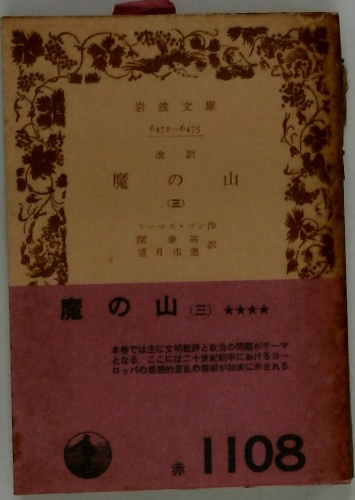 岩波文庫
6472—6475
改訳
魔の山
(三)
トーマス・マン作
関泰祐
望月市恵訳
魔の山(三)★★★★
本巻では主に文明批評と政治の問題がテーマ
となる。ここには二十世紀前半におけるヨー
ロッパの思想的混乱の様相が如実に示される.
赤 1108